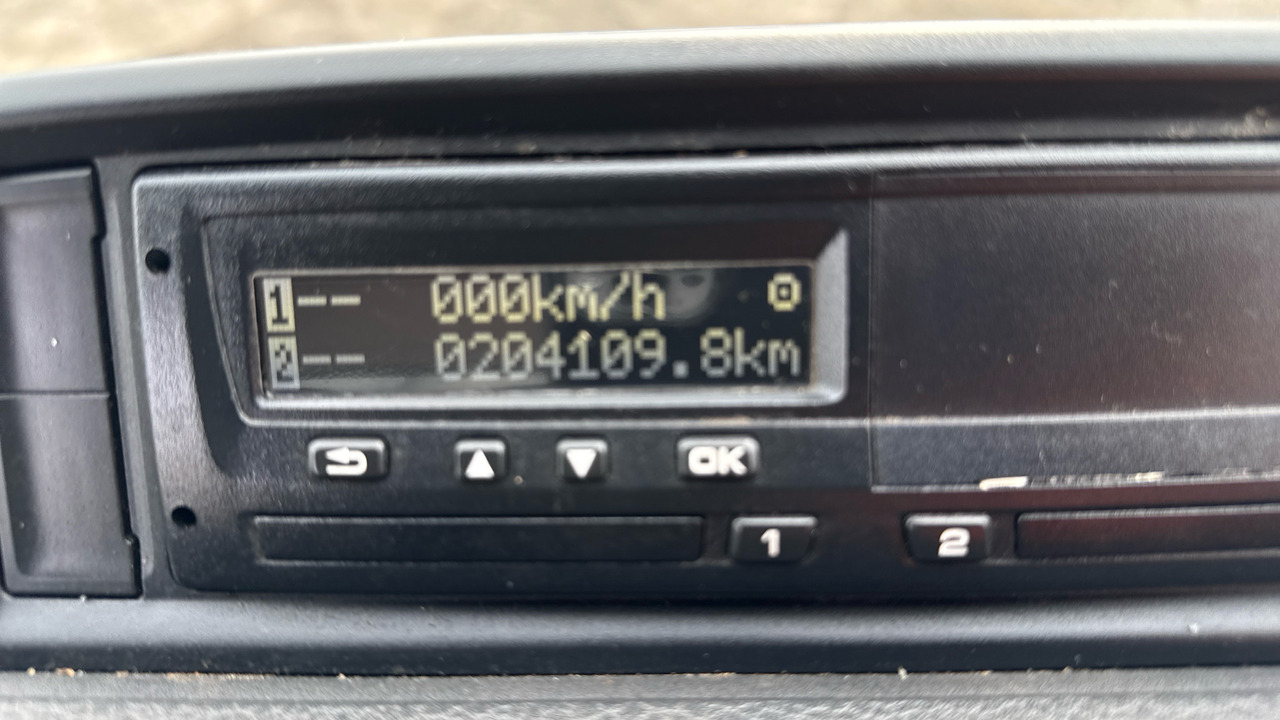 1 -- -- 000km/h O
2 -- -- 0204109.8km
OK
1 2